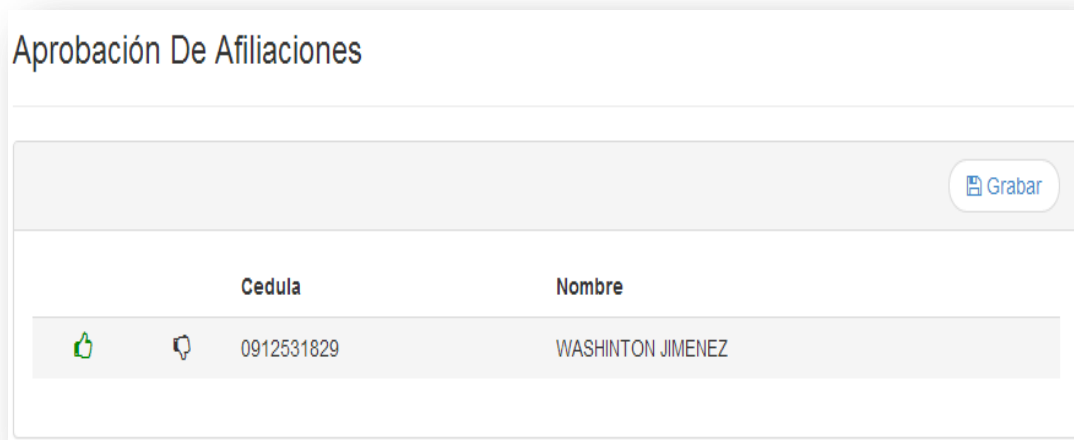 Aprobación De Afiliaciones
Grabar
Cedula Nombre
0912531829 WASHINTON JIMENEZ